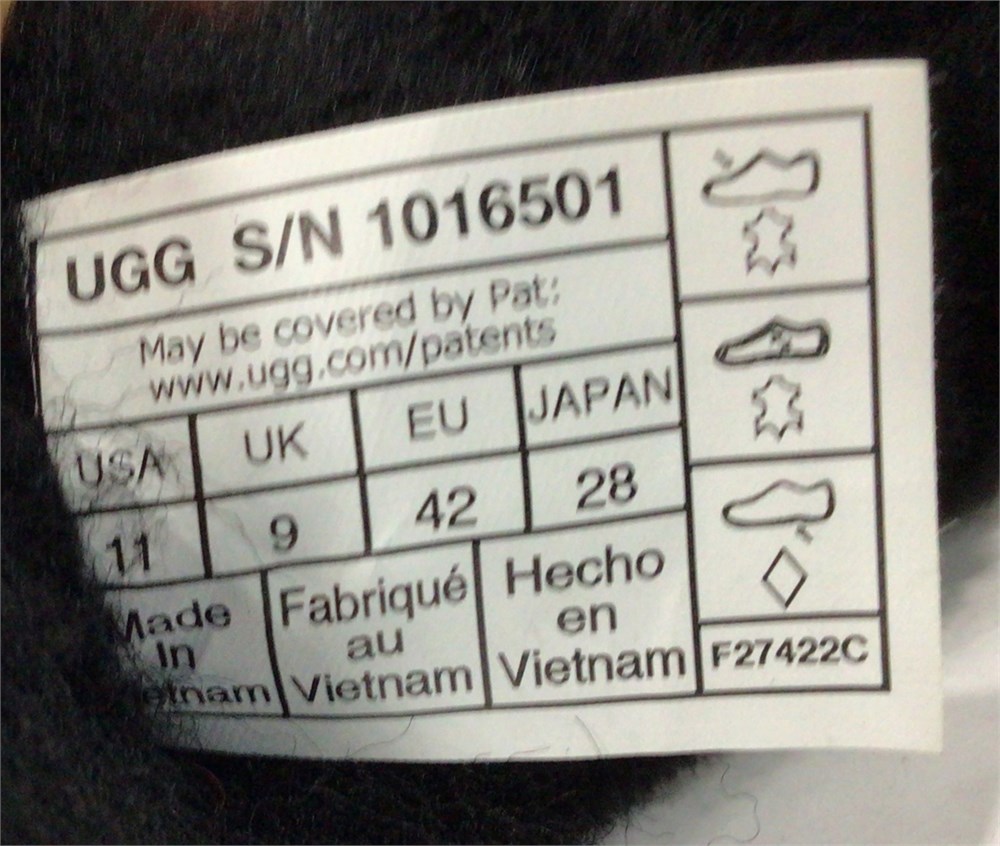 UGG S/N 1016501
May be covered by Pat:
www.ugg.com/patents
USA UK EU JAPAN
11 9 42 28
Made Fabriqué Hecho
In au en
etnam Vietnam Vietnam
F27422C